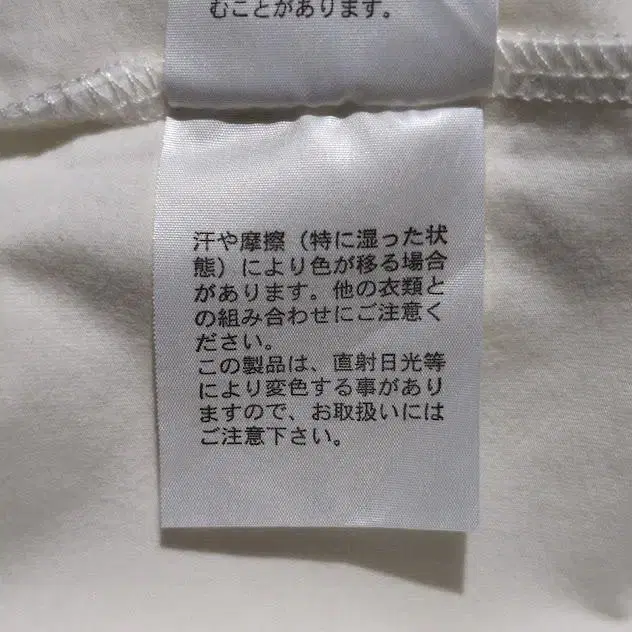 むことがあります。
汗や摩擦（特に湿った状
態）により色が移る場合
があります。他の衣類と
の組み合わせにご注意く
ださい。
この製品は、直射日光等
により変色する事があり
ますので、お取扱いには
ご注意下さい。